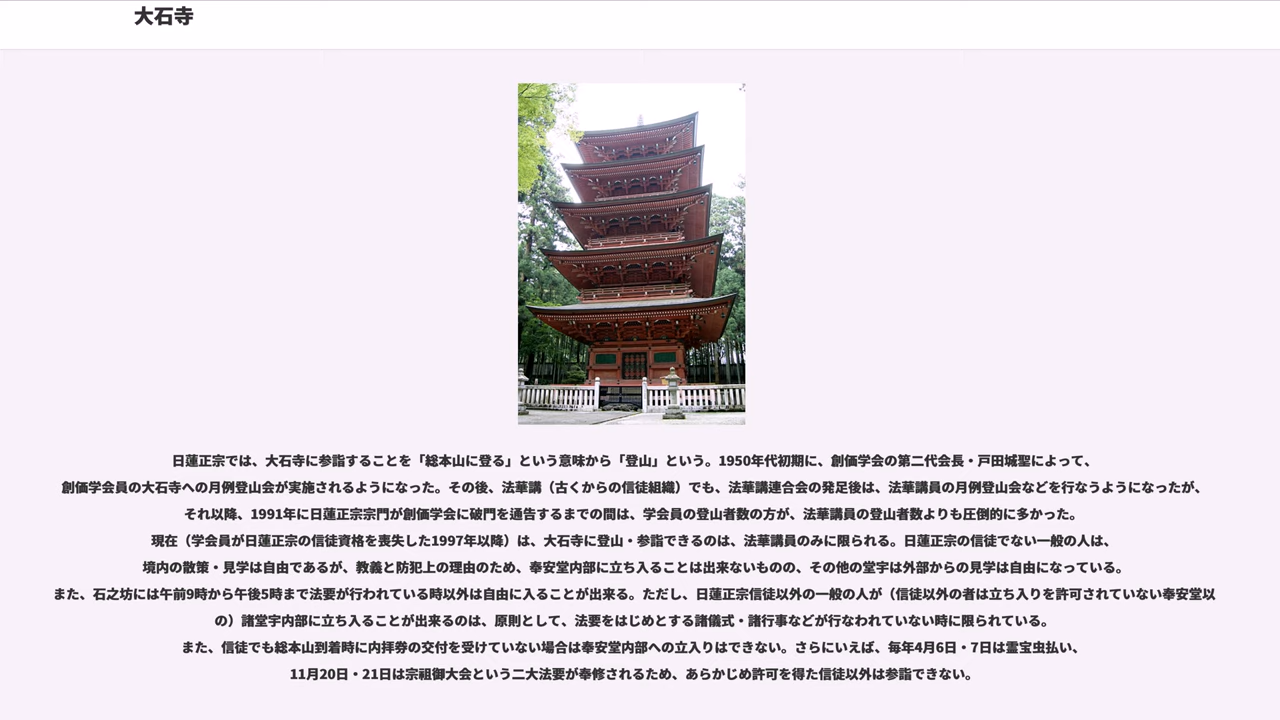 大石寺
日蓮正宗では、大石寺に参詣することを「総本山に登る」という意味から「登山」という。1950年代初期に、創価学会の第二代会長・戸田城聖によって、
創価学会員の大石寺への月例登山会が実施されるようになった。その後、法華講（古くからの信徒組織）でも、法華講連合会の発足後は、法華講員の月例登山会などを行なうようになったが、
それ以降、1991年に日蓮正宗宗門が創価学会に破門を通告するまでの間は、学会員の登山者数の方が、法華講員の登山者数よりも圧倒的に多かった。
現在（学会員が日蓮正宗の信徒資格を喪失した1997年以降）は、大石寺に登山・参詣できるのは、法華講員のみに限られる。日蓮正宗の信徒でない一般の人は、
境内の散策・見学は自由であるが、教義と防犯上の理由のため、奉安堂内部に立ち入ることは出来ないものの、その他の堂宇は外部からの見学は自由になっている。
また、石之坊には午前9時から午後5時まで法要が行われている時以外は自由に入ることが出来る。ただし、日蓮正宗信徒以外の一般の人が（信徒以外の者は立ち入りを許可されていない奉安堂以
の）諸堂宇内部に立ち入ることが出来るのは、原則として、法要をはじめとする諸儀式・諸行事などが行なわれていない時に限られている。
また、信徒でも総本山到着時に内拝券の交付を受けていない場合は奉安堂内部への立入りはできない。さらにいえば、毎年4月6日・7日は霊宝虫払い、
11月20日・21日は宗祖御大会という二大法要が奉修されるため、あらかじめ許可を得た信徒以外は参詣できない。